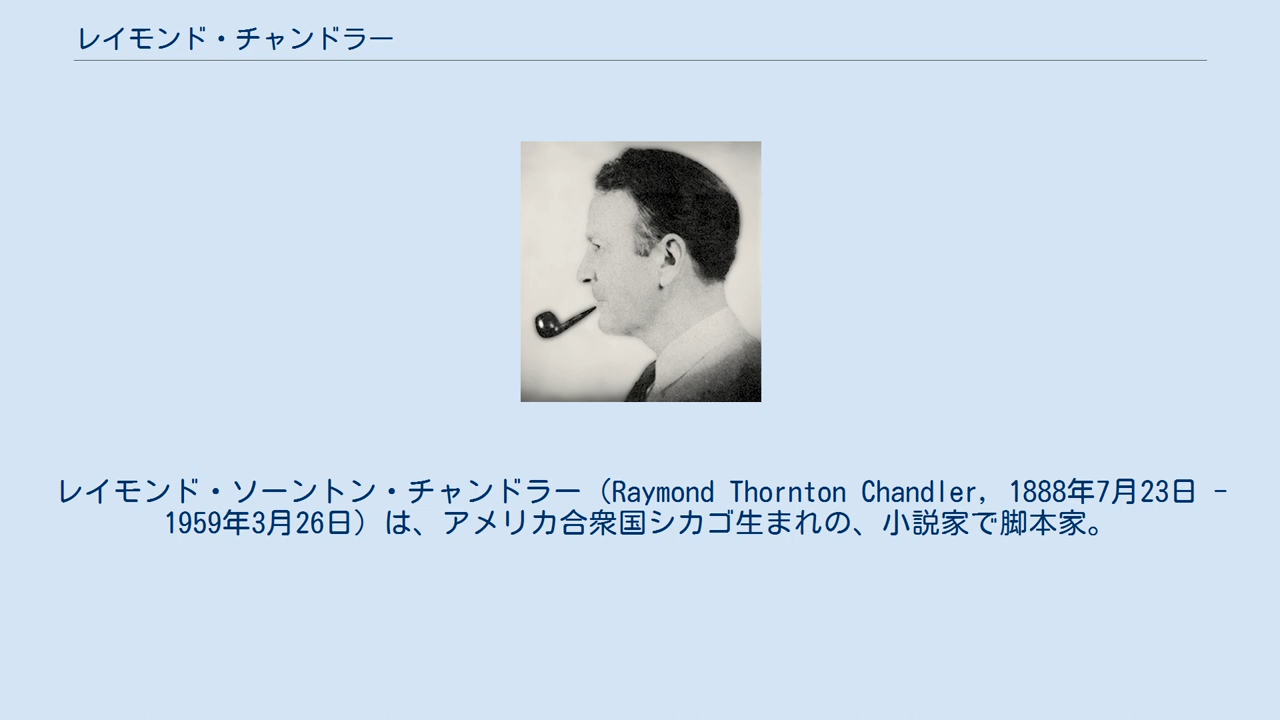 レイモンド・チャンドラー
レイモンド・ソーントン・チャンドラー（Raymond Thornton Chandler, 1888年7月23日 -
1959年3月26日）は、アメリカ合衆国シカゴ生まれの、小説家で脚本家。